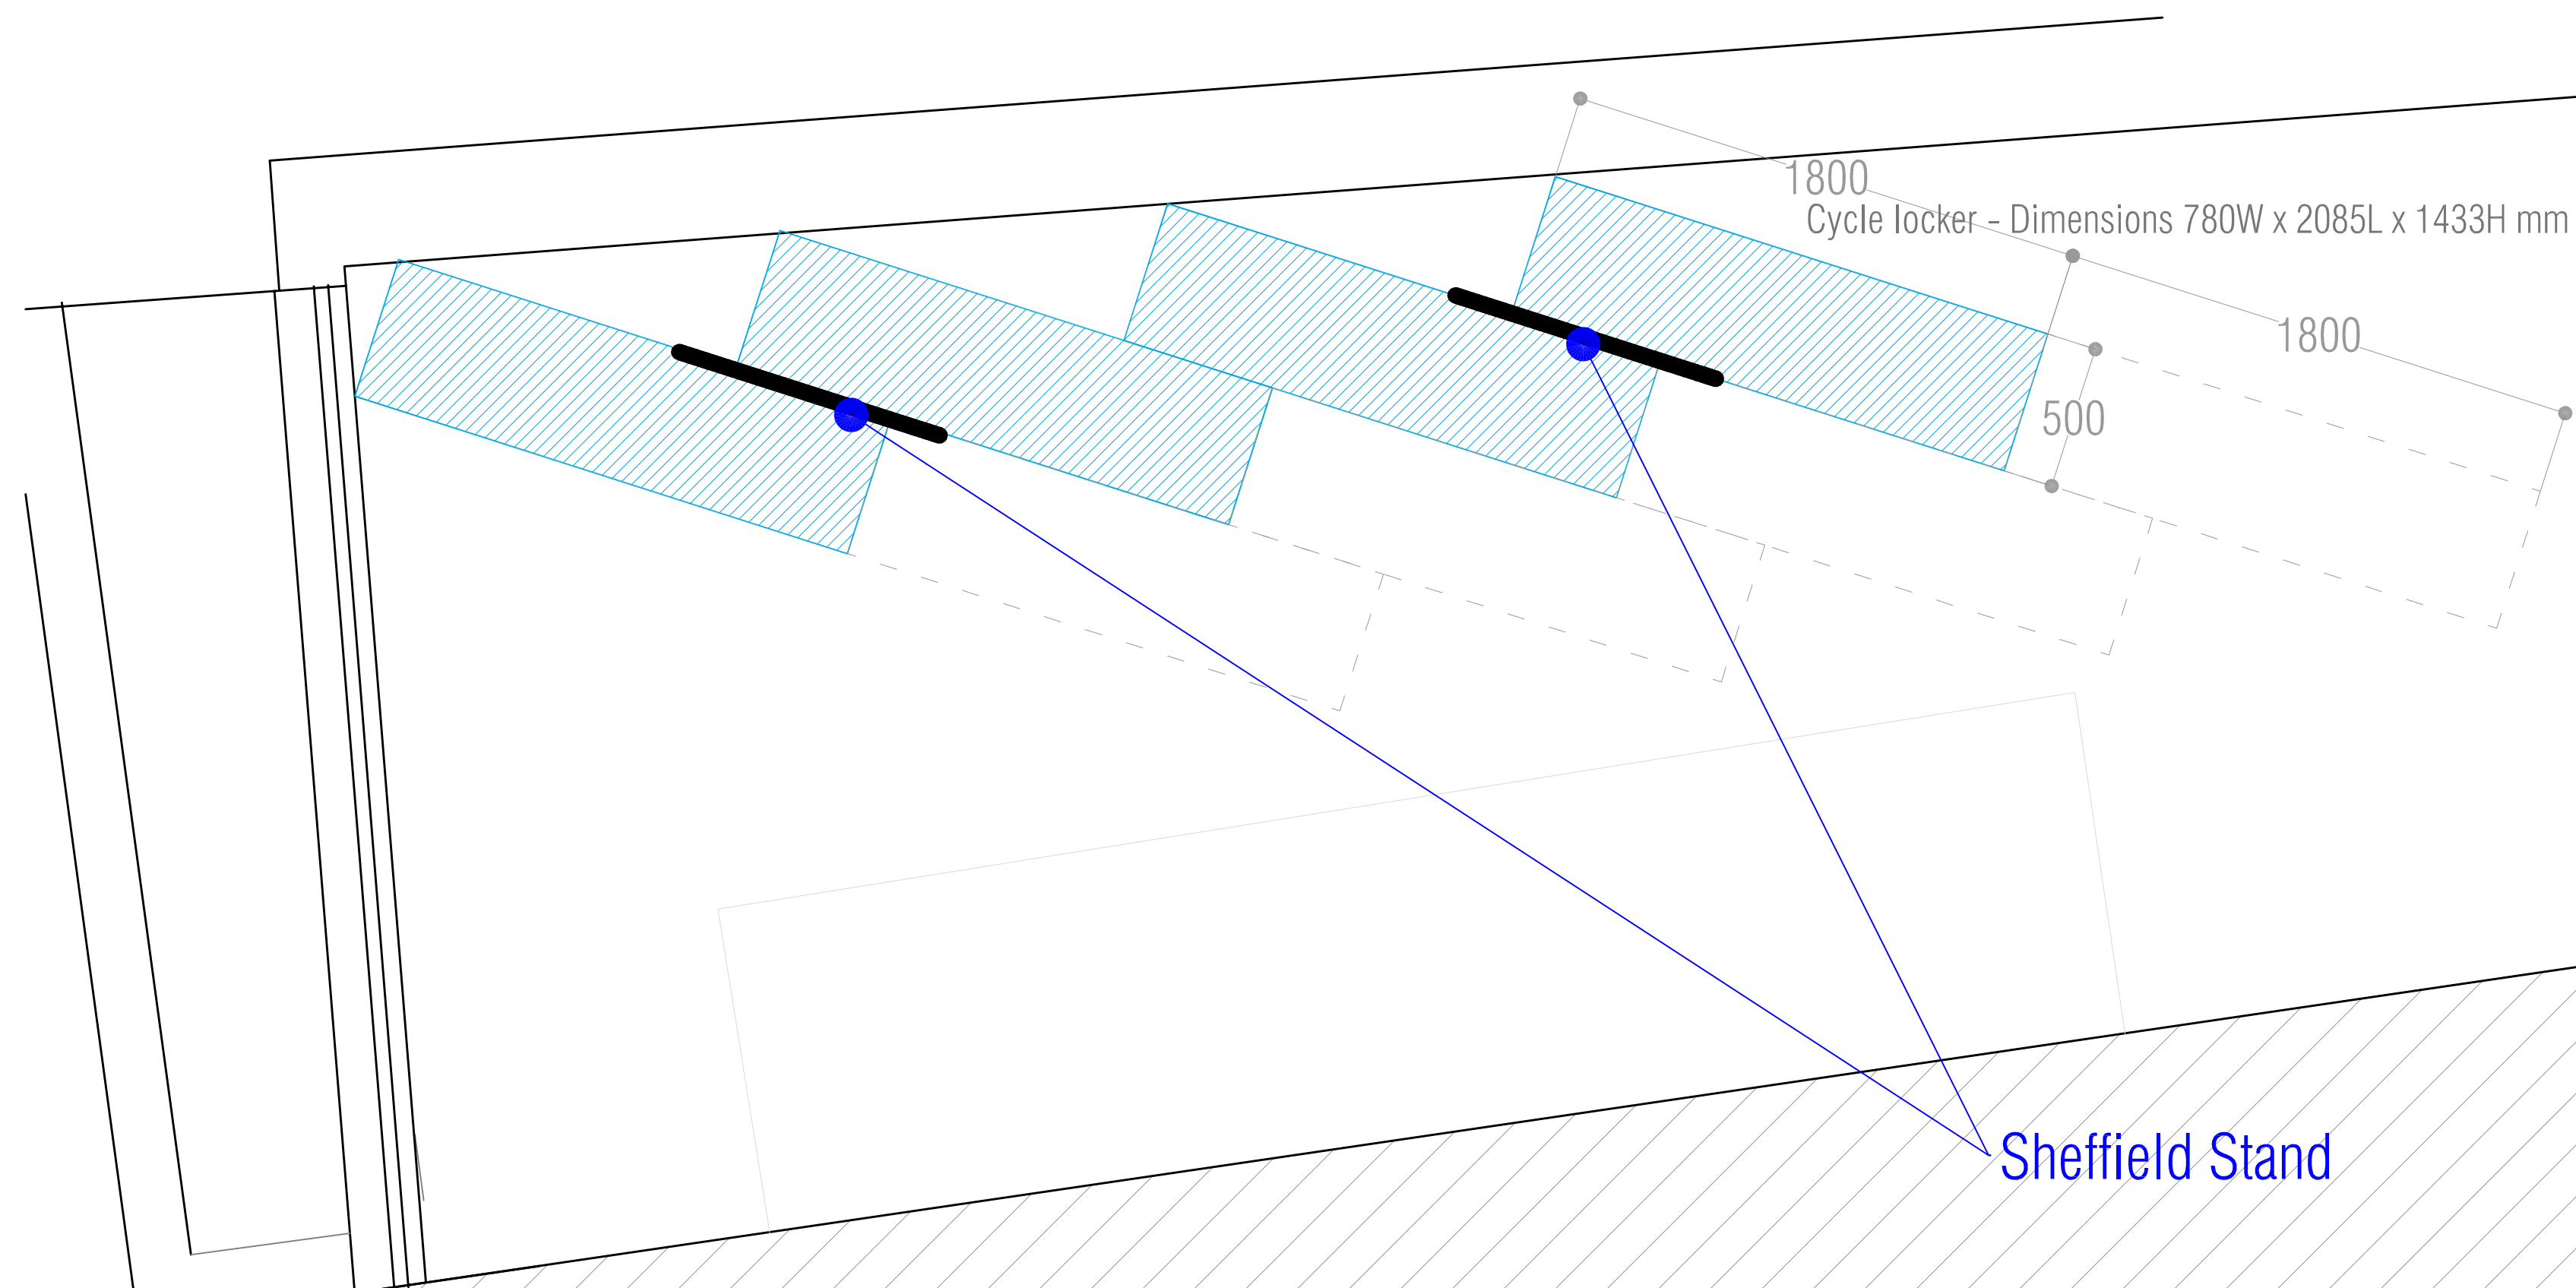 1800
Cycle locker - Dimensions 780W x 2085L x 1433H mm
1800
500
Sheffield Stand